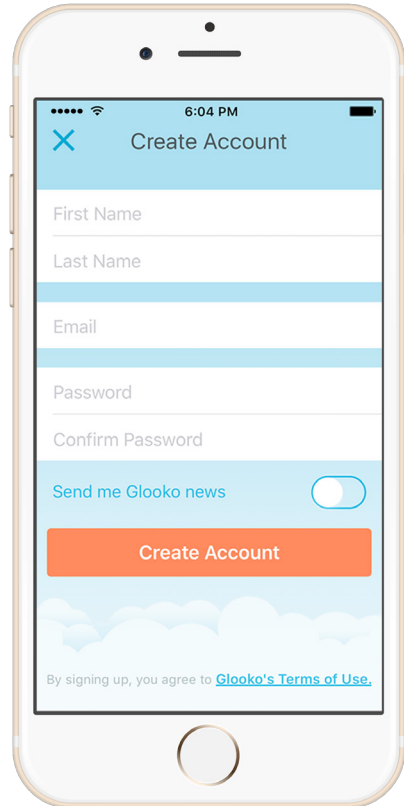 6:04 PM
Create Account
First Name
Last Name
Email
Password
Confirm Password
Send me Glooko news
Create Account
By signing up, you agree to Glooko's Terms of Use.